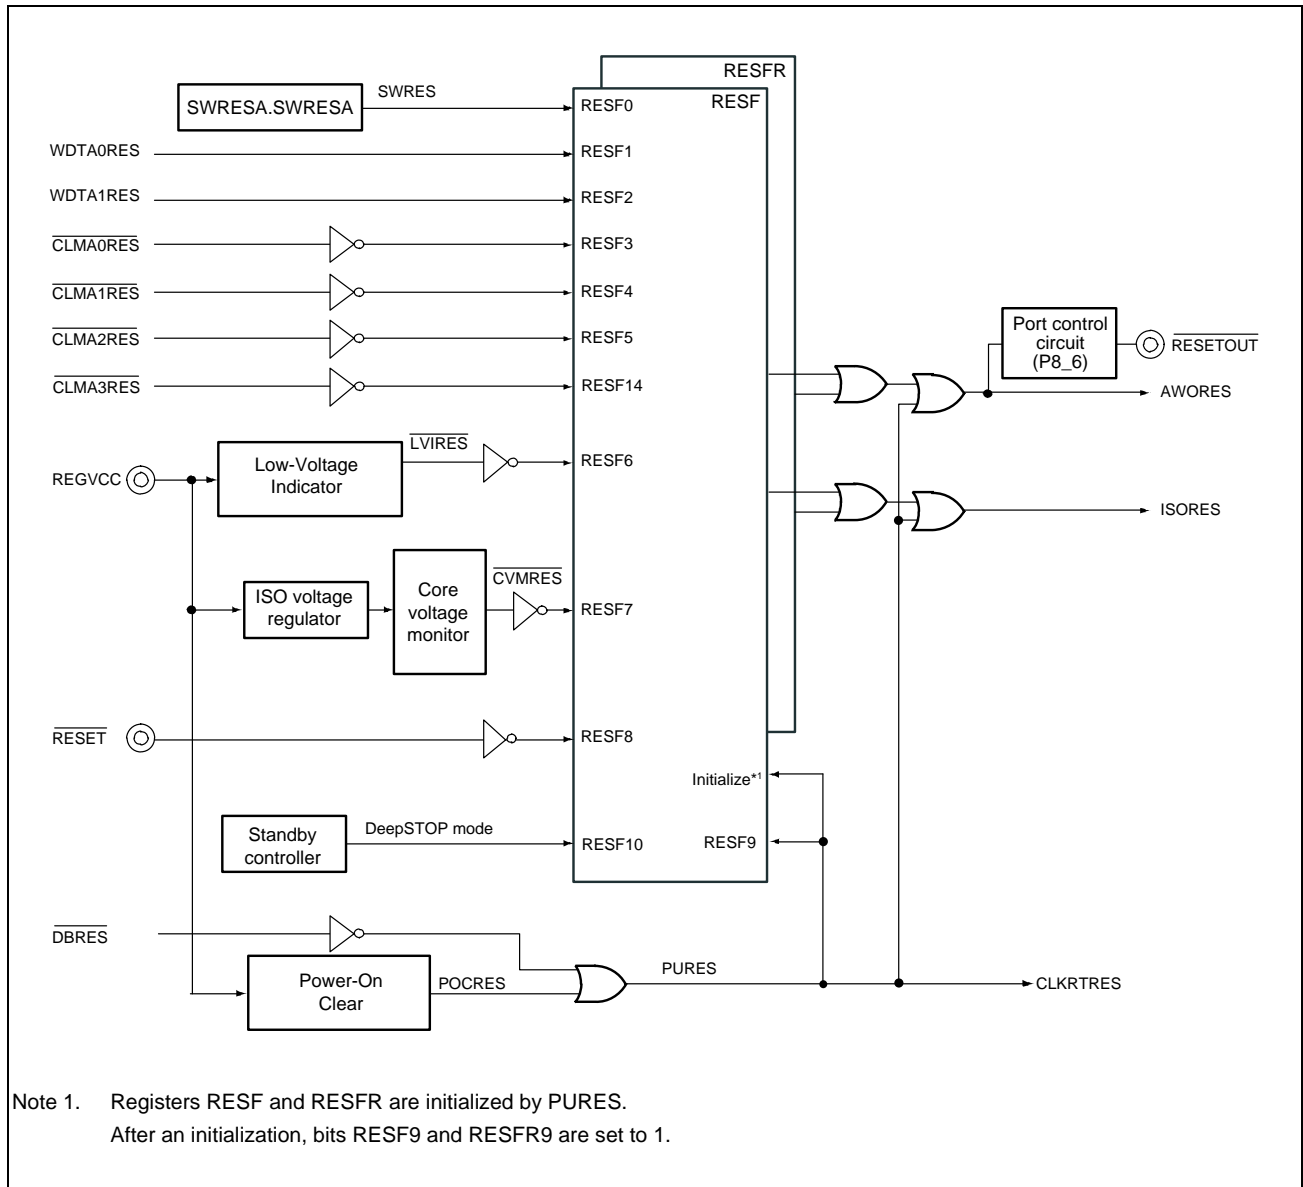 RESFR
RESF
SWRESA.SWRESA
SWRES
RESF0
WDTA0RES
RESF1
WDTA1RES
RESF2
CLMA0RES
RESF3
CLMA1RES
RESF4
CLMA2RES
RESF5
CLMA3RES
RESF14
Port control
circuit
(P8_6)
RESETOUT
AWORES
REGVCC
Low-Voltage
Indicator
LVIRES
RESF6
ISORES
ISO voltage
regulator
Core
voltage
monitor
CVMRES
RESF7
RESET
RESF8
Initialize*1
Standby
controller
DeepSTOP mode
RESF10
RESF9
DBRES
Power-On
Clear
POCRES
PURES
CLKRTRES
Note 1. Registers RESF and RESFR are initialized by PURES.
After an initialization, bits RESF9 and RESFR9 are set to 1.